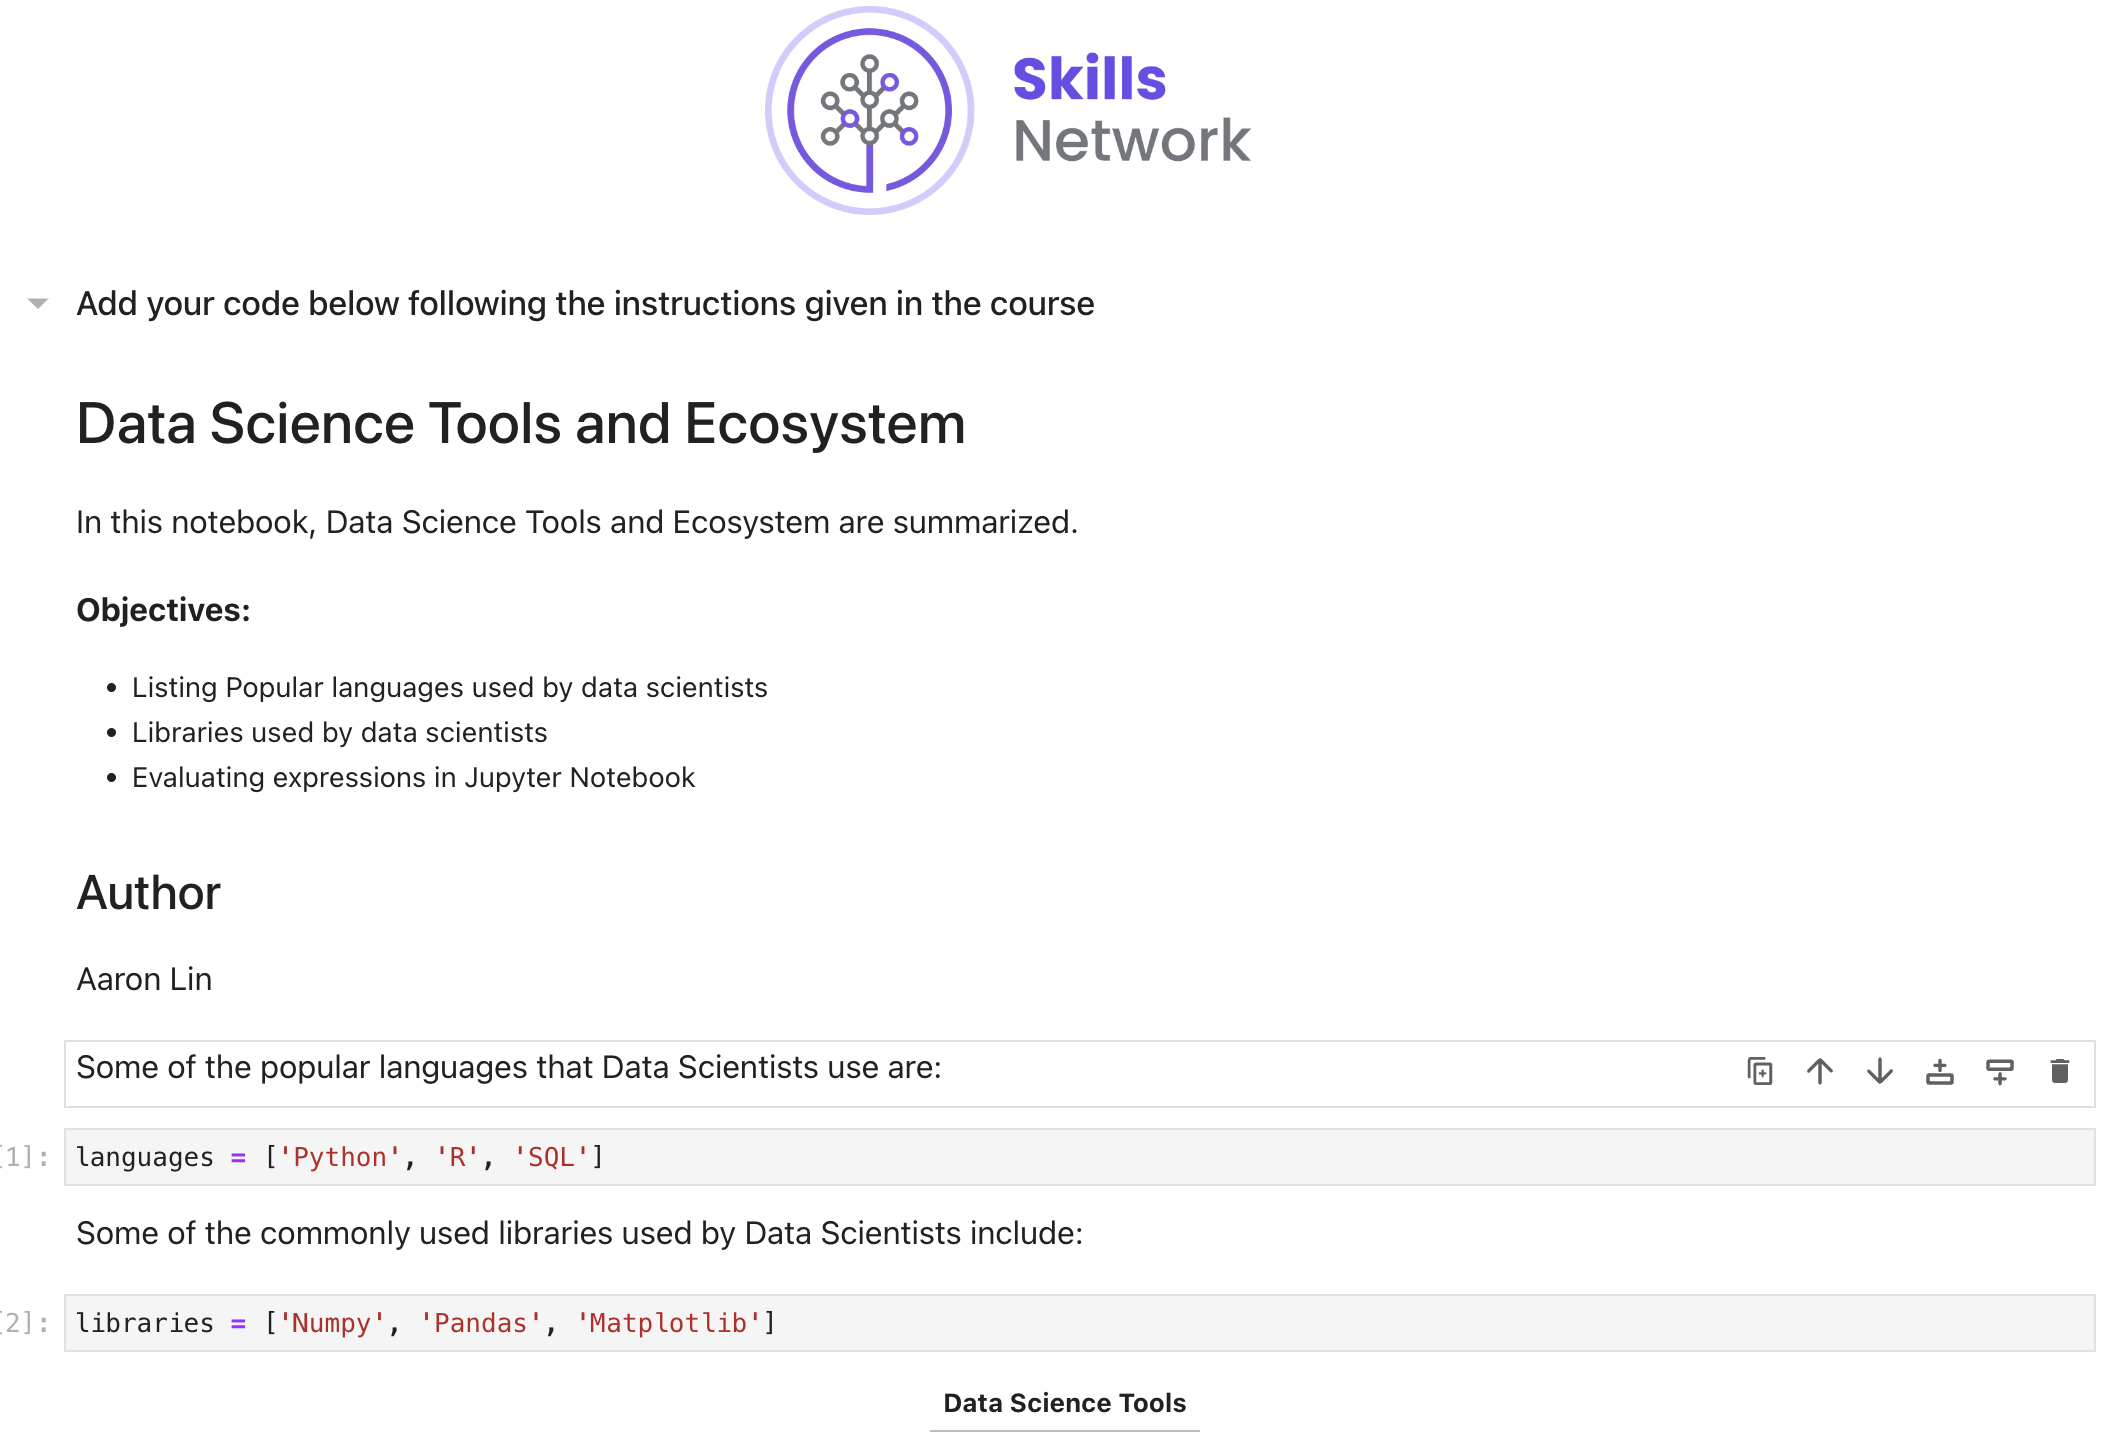 Skills
Network
Add your code below following the instructions given in the course
Data Science Tools and Ecosystem
In this notebook, Data Science Tools and Ecosystem are summarized.
Objectives:
• Listing Popular languages used by data scientists
• Libraries used by data scientists
• Evaluating expressions in Jupyter Notebook
Author
Aaron Lin
Some of the popular languages that Data Scientists use are:
[1]: languages = ['Python', 'R', 'SQL']
Some of the commonly used libraries used by Data Scientists include:
[2]: libraries = ['Numpy', 'Pandas', 'Matplotlib']
Data Science Tools